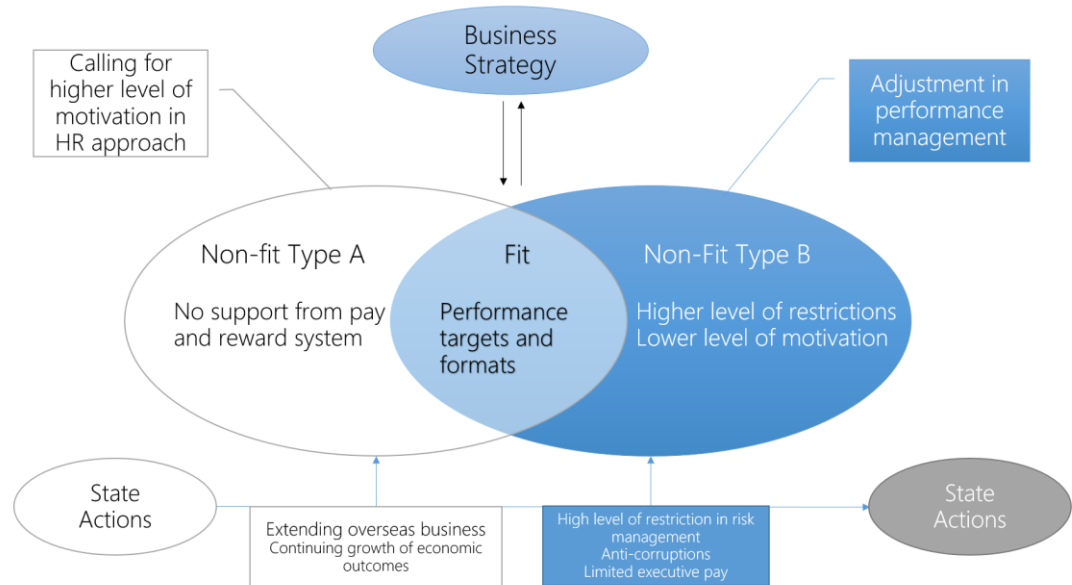 Business
Strategy
Calling for
higher level of
motivation in
HR approach
Adjustment in
performance
management
Non-fit Type A
No support from pay
and reward system
Fit
Performance
targets and
formats
Non-Fit Type B
Higher level of restrictions
Lower level of motivation
State
Actions
Extending overseas business
Continuing growth of economic
outcomes
High level of restriction in risk
management
Anti-corruptions
Limited executive pay
State
Actions